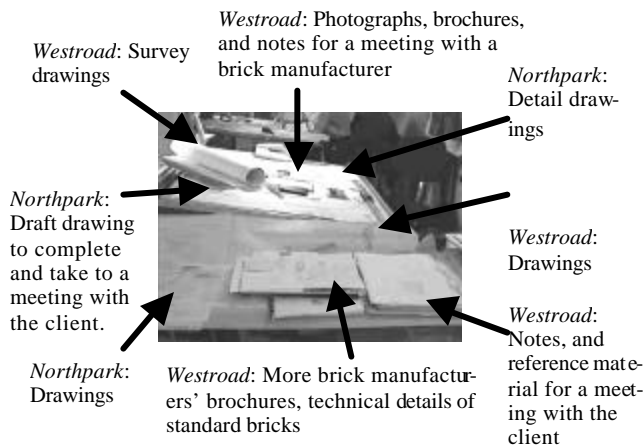 Westroad: Survey
drawings
Westroad: Photographs, brochures,
and notes for a meeting with a
brick manufacturer
Northpark:
Detail draw-
ings
Northpark:
Draft drawing
to complete
and take to a
meeting with
the client.
Westroad:
Drawings
Northpark:
Drawings
Westroad: More brick manufactur-
ers' brochures, technical details of
standard bricks
Westroad:
Notes, and
reference mate-
rial for a meet-
ing with the
client